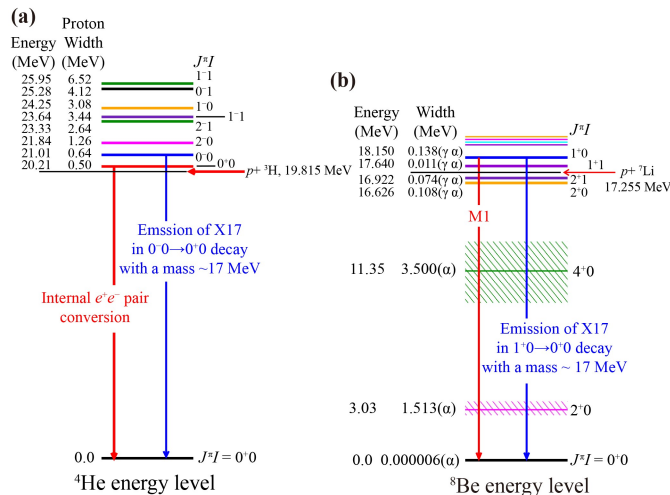 (a)
Proton
Energy Width
(MeV) (MeV) JπI
25.95 6.52 1⁻1
25.28 4.12 0⁻1
24.25 3.08 1⁻0
23.64 3.44 1⁻1
23.33 2.64 2⁻1
21.84 1.26 2⁻0
21.01 0.64 0⁻0
20.21 0.50 0⁺0
p+ ³H, 19.815 MeV
Emssion of X17
in 0⁻0→0⁺0 decay
with a mass ~17 MeV
Internal e⁺e⁻ pair
conversion
0.0 JπI = 0⁺0
⁴He energy level
(b)
Energy Width
(MeV) (MeV) JπI
18.150 0.138(γ α) 1⁺0
17.640 0.011(γ α) 1⁺1
16.922 0.074(γ α) 2⁺1
16.626 0.108(γ α) 2⁺0
p+ ⁷Li
17.255 MeV
M1
11.35 3.500(α) 4⁺0
Emission of X17
in 1⁺0→0⁺0 decay
with a mass ~ 17 MeV
3.03 1.513(α) 2⁺0
0.0 0.000006(α) JπI = 0⁺0
⁸Be energy level